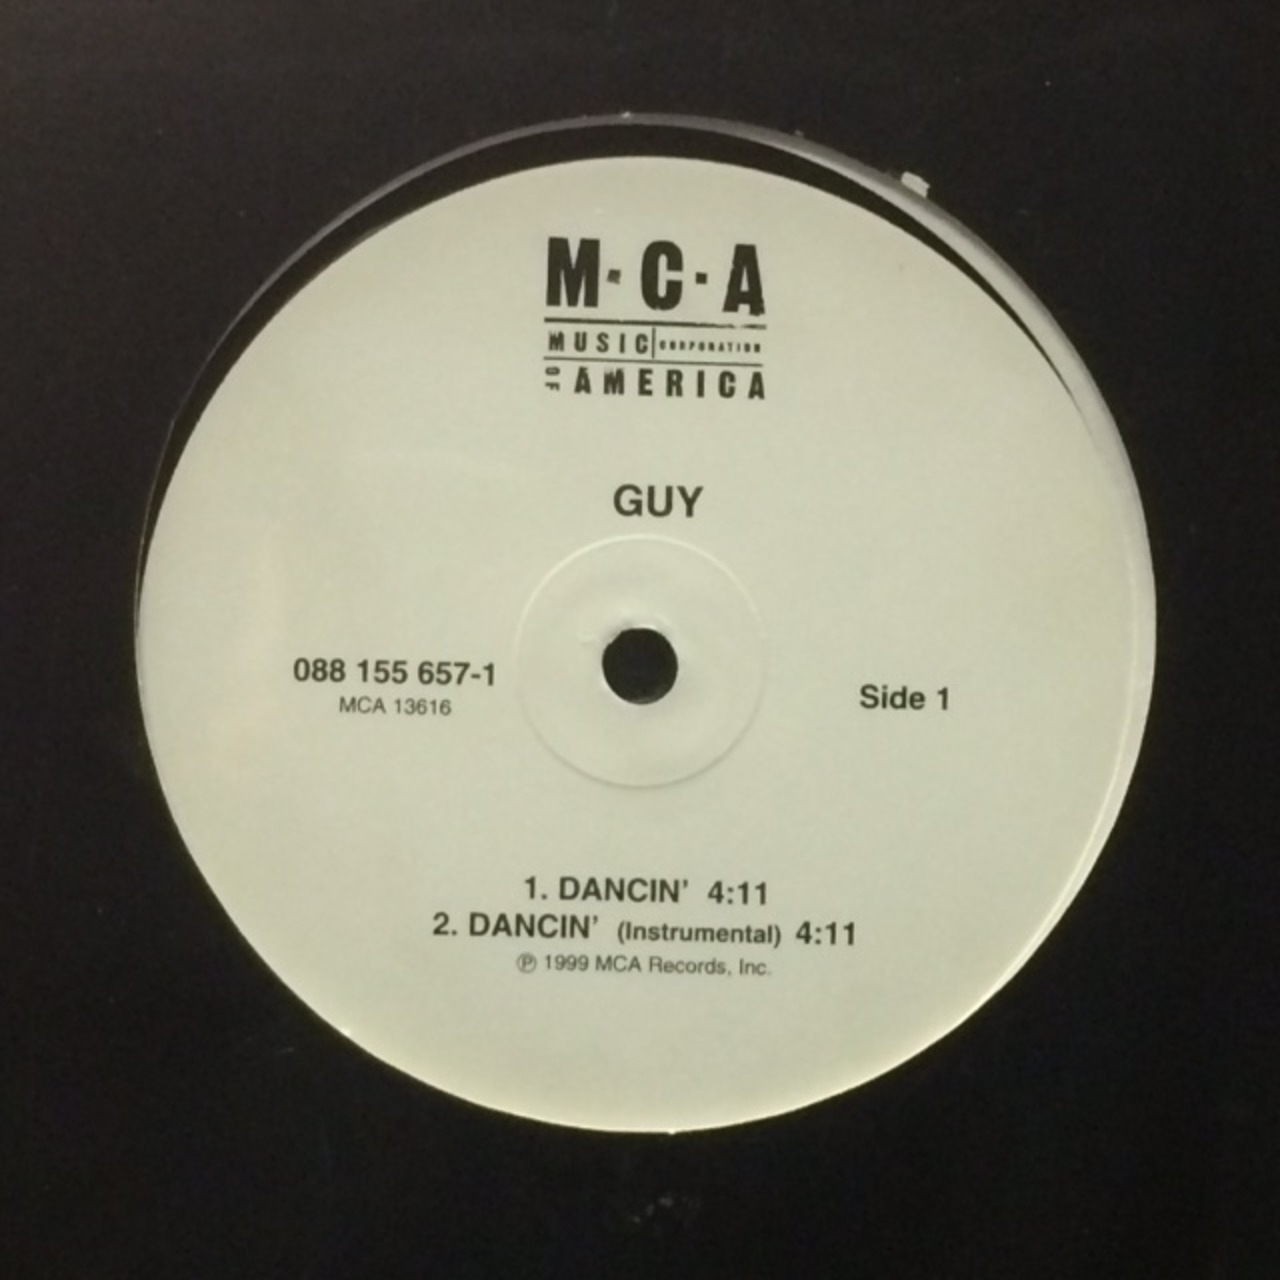 M·C·A
MUSIC CORPORATION
OF AMERICA
GUY
088 155 657-1
MCA 13616
Side 1
1. DANCIN' 4:11
2. DANCIN' (Instrumental) 4:11
℗ 1999 MCA Records, Inc.